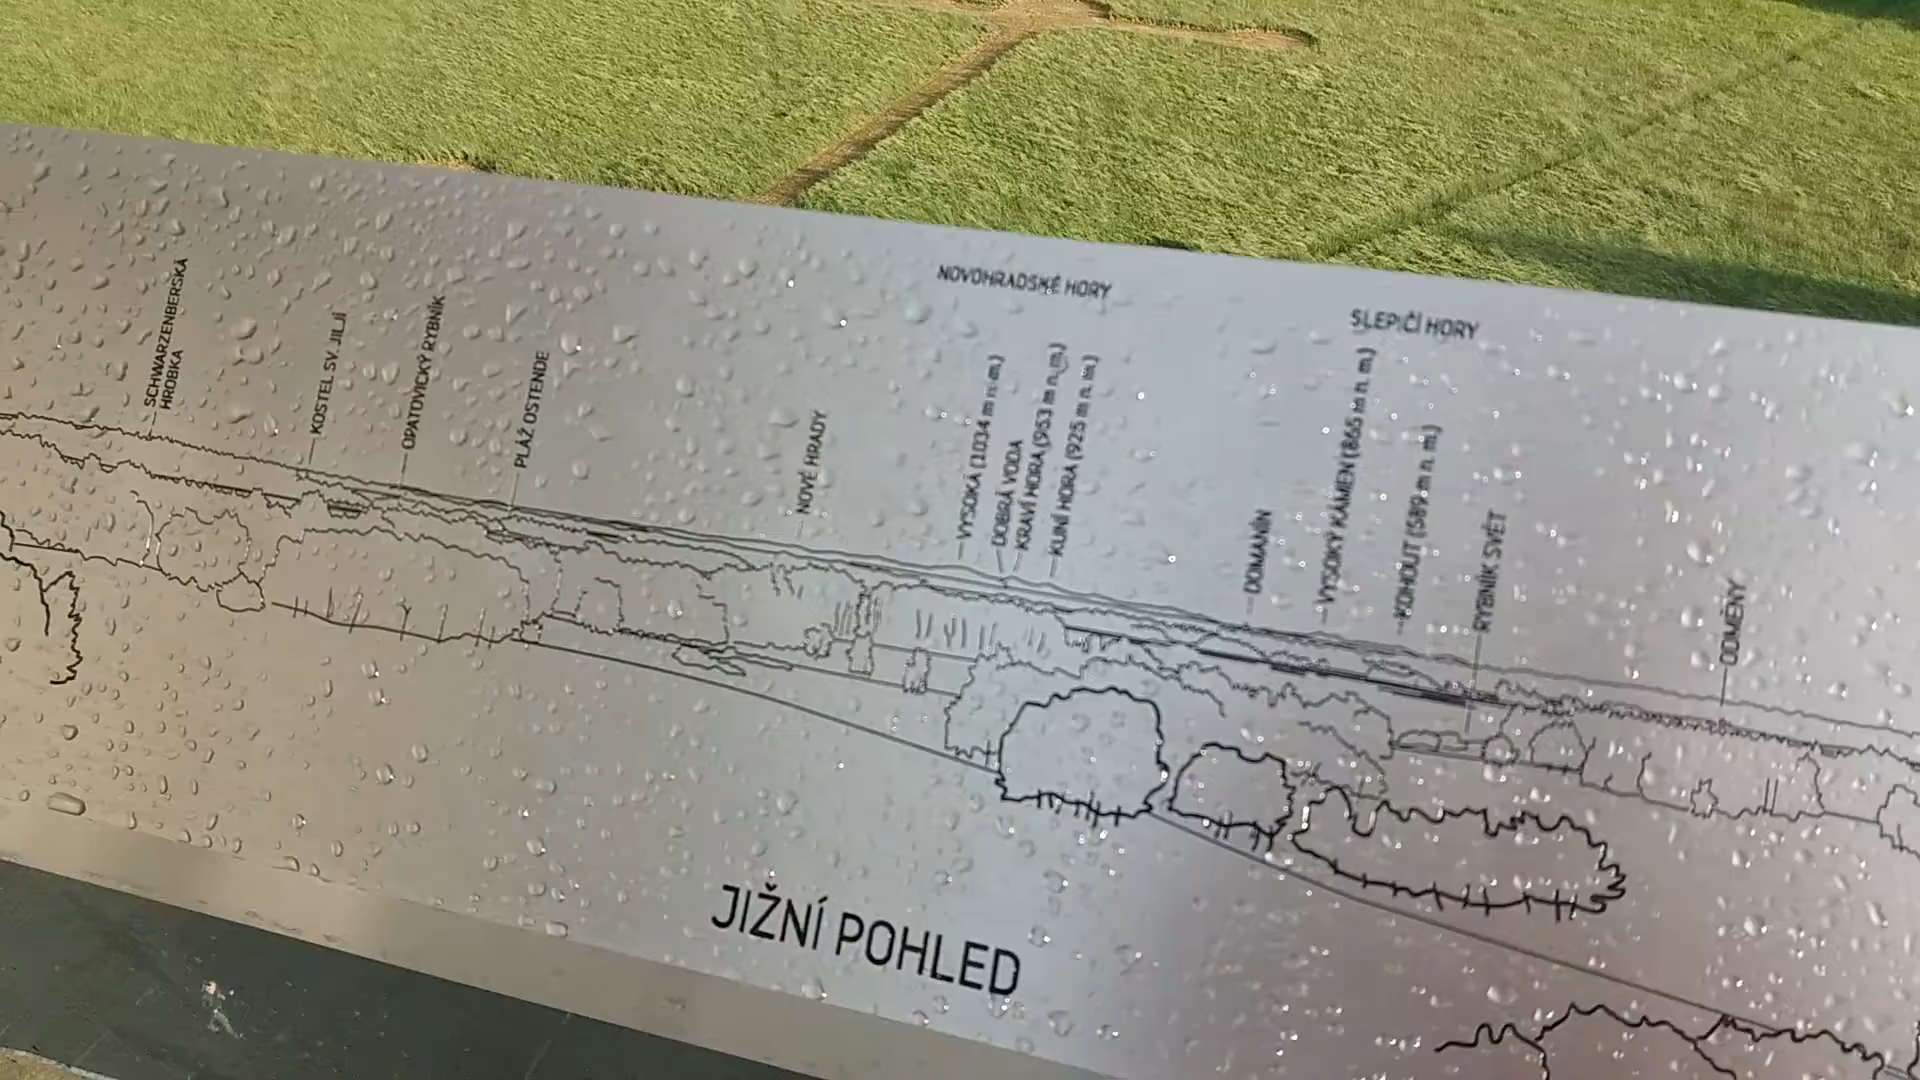 NOVOHRADSKÉ HORY
SLEPIČÍ HORY
SCHWARZENBERSKÁ
HROBKA
KOSTEL SV. JILJÍ
OPATOVICKÝ RYBNÍK
PLÁŽ OSTENDE
NOVÉ HRADY
VYSOKÁ (1034 m n. m.)
DOBRÁ VODA
KRAVÍ HORA (953 m n. m.)
KUNÍ HORA (925 m n. m.)
DOMANÍN
VYSOKÝ KÁMEN (865 m n. m.)
KOHOUT (589 m n. m.)
RYBNÍK SVĚT
ODMĚNY
JIŽNÍ POHLED